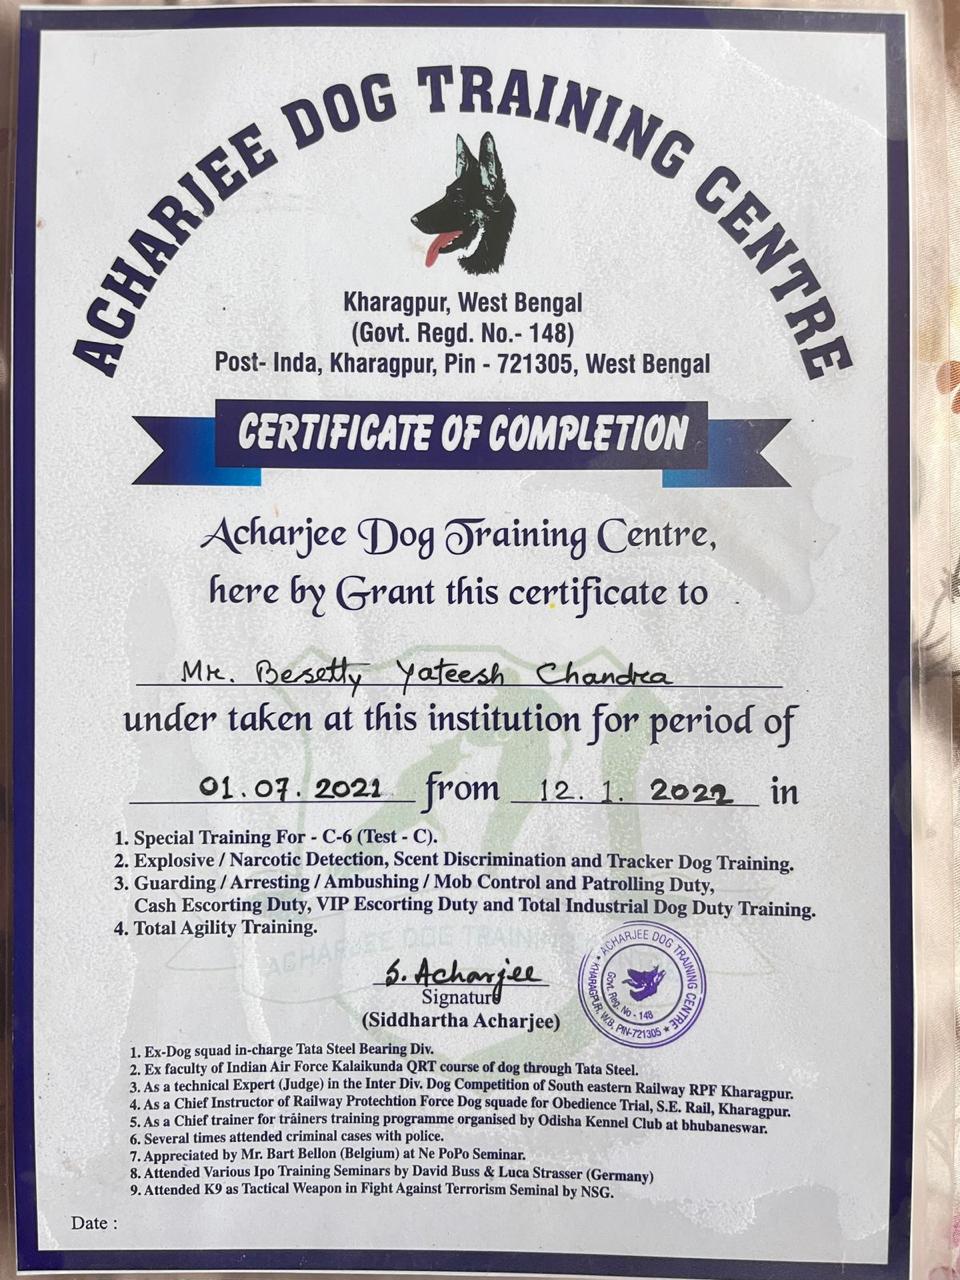 ACHARJEE DOG TRAINING CENTRE
Kharagpur, West Bengal
(Govt. Regd. No.- 148)
Post- Inda, Kharagpur, Pin - 721305, West Bengal
CERTIFICATE OF COMPLETION
Acharjee Dog Training Centre,
here by Grant this certificate to
Mr. Besetty Yateesh Chandra
under taken at this institution for period of
01.07.2021 from 12.1.2022 in
1. Special Training For - C-6 (Test - C).
2. Explosive / Narcotic Detection, Scent Discrimination and Tracker Dog Training.
3. Guarding / Arresting / Ambushing / Mob Control and Patrolling Duty,
Cash Escorting Duty, VIP Escorting Duty and Total Industrial Dog Duty Training.
4. Total Agility Training.
ACHARJEE DOG TRAINING
S. Acharjee
Signature
(Siddhartha Acharjee)
ACHARJEE DOG TRAINING CENTRE
Govt. Reg. No - 148
KHARAGPUR, W.B. PIN-721305
1. Ex-Dog squad in-charge Tata Steel Bearing Div.
2. Ex faculty of Indian Air Force Kalaikunda QRT course of dog through Tata Steel.
3. As a technical Expert (Judge) in the Inter Div. Dog Competition of South eastern Railway RPF Kharagpur.
4. As a Chief Instructor of Railway Protechtion Force Dog squade for Obedience Trial, S.E. Rail, Kharagpur.
5. As a Chief trainer for trainers training programme organised by Odisha Kennel Club at bhubaneswar.
6. Several times attended criminal cases with police.
7. Appreciated by Mr. Bart Bellon (Belgium) at Ne PoPo Seminar.
8. Attended Various Ipo Training Seminars by David Buss & Luca Strasser (Germany)
9. Attended K9 as Tactical Weapon in Fight Against Terrorism Seminal by NSG.
Date :